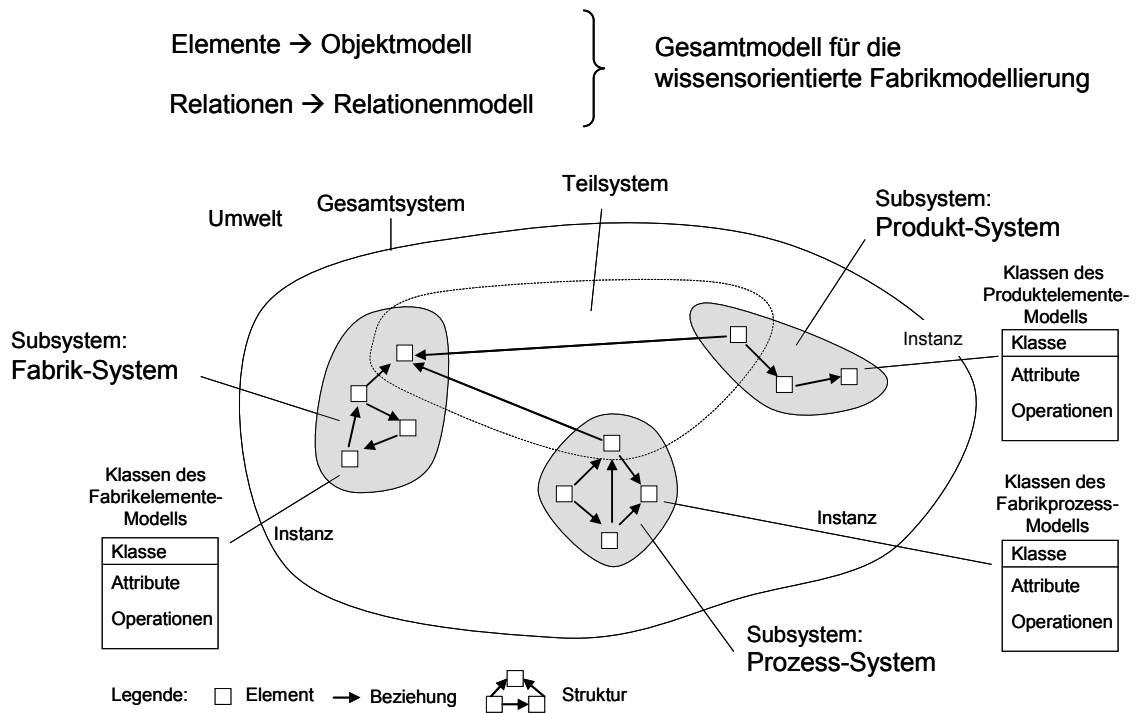 Elemente → Objektmodell
Relationen → Relationenmodell
Gesamtmodell für die
wissensorientierte Fabrikmodellierung
Umwelt
Gesamtsystem
Teilsystem
Subsystem:
Produkt-System
Klassen des
Produktelemente-
Modells
Instanz
Klasse
Attribute
Operationen
Subsystem:
Fabrik-System
Klassen des
Fabrikelemente-
Modells
Instanz
Klasse
Attribute
Operationen
Klassen des
Fabrikprozess-
Modells
Instanz
Klasse
Attribute
Operationen
Subsystem:
Prozess-System
Legende: Element Beziehung Struktur